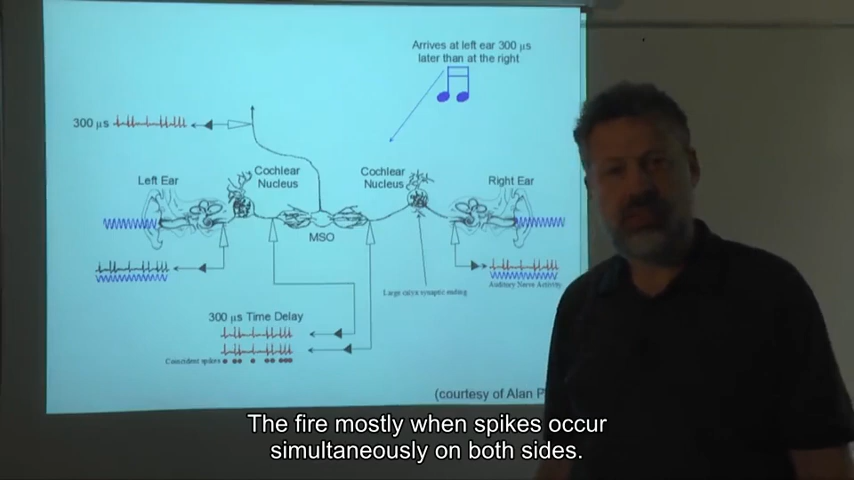 Arrives at left ear 300 µs
later than at the right
300 µs
Left Ear
Cochlear
Nucleus
Cochlear
Nucleus
Right Ear
MSO
Large calyx synaptic ending
Auditory Nerve Activity
300 µs Time Delay
Coincident spikes
(courtesy of Alan P
The fire mostly when spikes occur
simultaneously on both sides.